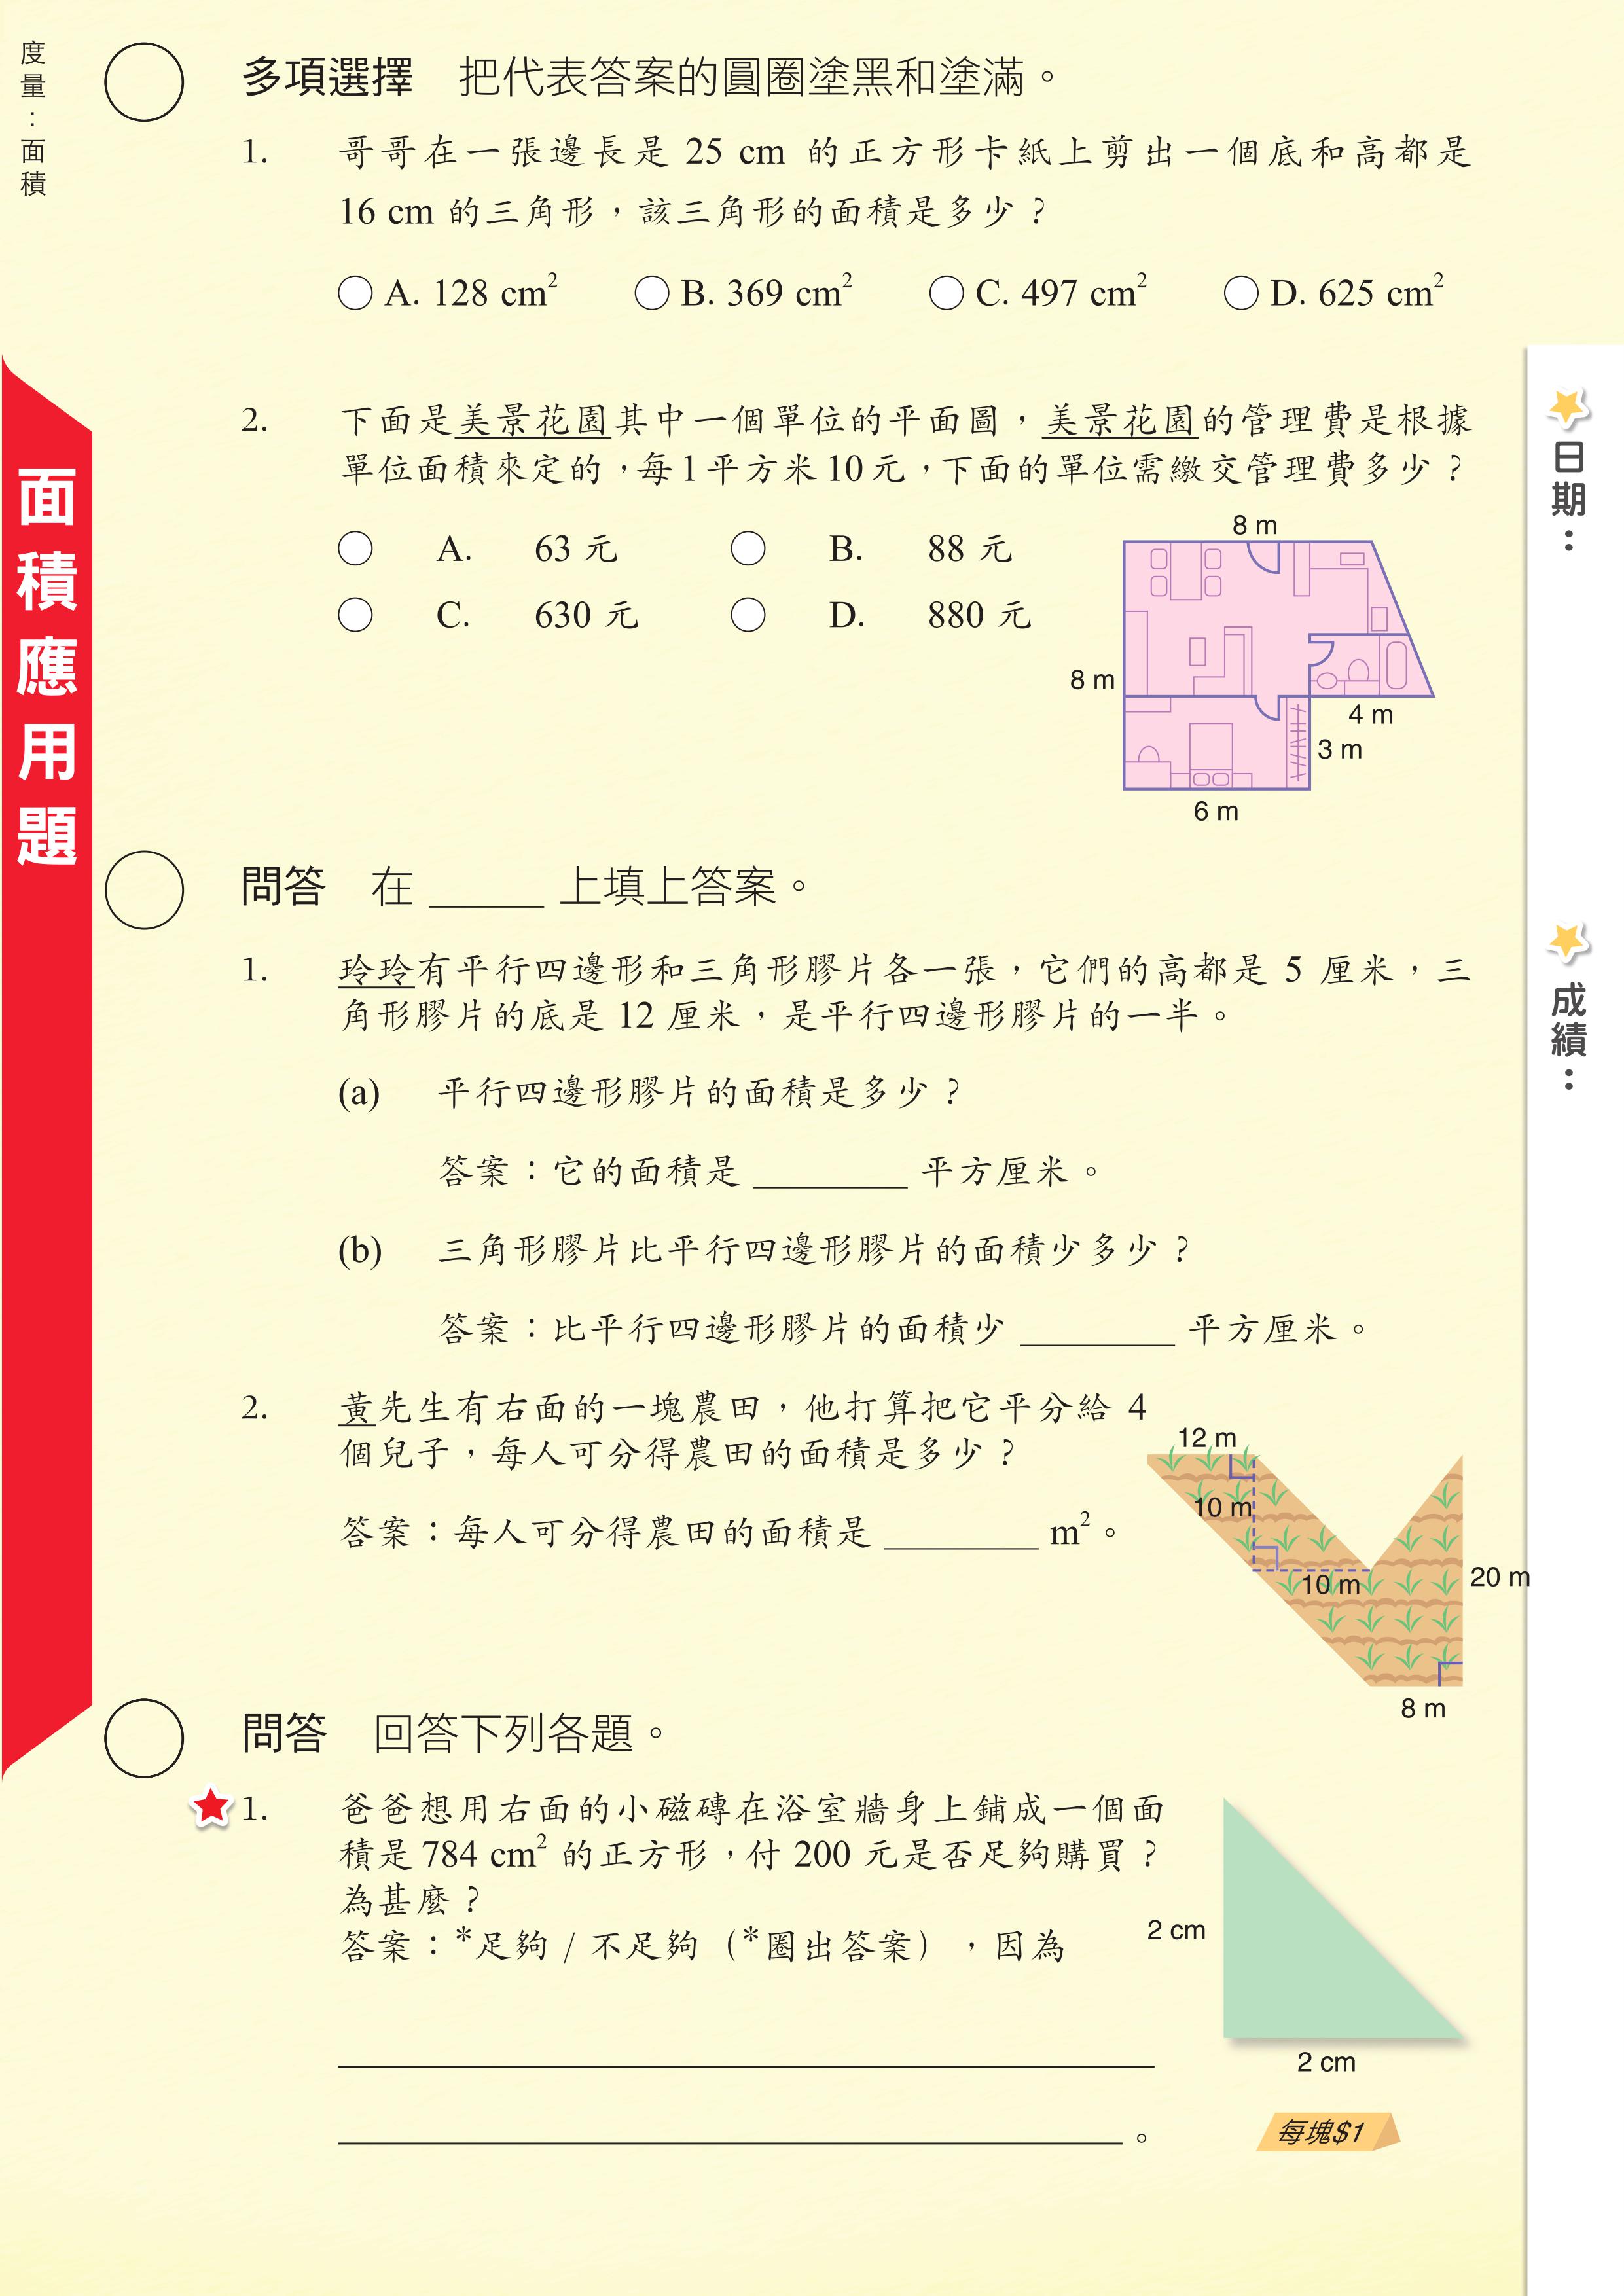 度量：面積
面積應用題
多項選擇 把代表答案的圓圈塗黑和塗滿。
1. 哥哥在一張邊長是 25 cm 的正方形卡紙上剪出一個底和高都是
16 cm 的三角形，該三角形的面積是多少？
A. 128 cm² B. 369 cm² C. 497 cm² D. 625 cm²
2. 下面是美景花園其中一個單位的平面圖，美景花園的管理費是根據
單位面積來定的，每1平方米10元，下面的單位需繳交管理費多少？
A. 63 元 B. 88 元
C. 630 元 D. 880 元
8 m
8 m
4 m
3 m
6 m
問答 在 ______ 上填上答案。
1. 玲玲有平行四邊形和三角形膠片各一張，它們的高都是 5 厘米，三
角形膠片的底是 12 厘米，是平行四邊形膠片的一半。
(a) 平行四邊形膠片的面積是多少？
答案：它的面積是 ________ 平方厘米。
(b) 三角形膠片比平行四邊形膠片的面積少多少？
答案：比平行四邊形膠片的面積少 ________ 平方厘米。
2. 黃先生有右面的一塊農田，他打算把它平分給 4
個兒子，每人可分得農田的面積是多少？
答案：每人可分得農田的面積是 ________ m²。
12 m
10 m
10 m
20 m
8 m
問答 回答下列各題。
1. 爸爸想用右面的小磁磚在浴室牆身上鋪成一個面
積是 784 cm² 的正方形，付 200 元是否足夠購買？
為甚麼？
答案：*足夠 / 不足夠（*圈出答案），因為
。
2 cm
2 cm
每塊$1
日期：
成績：